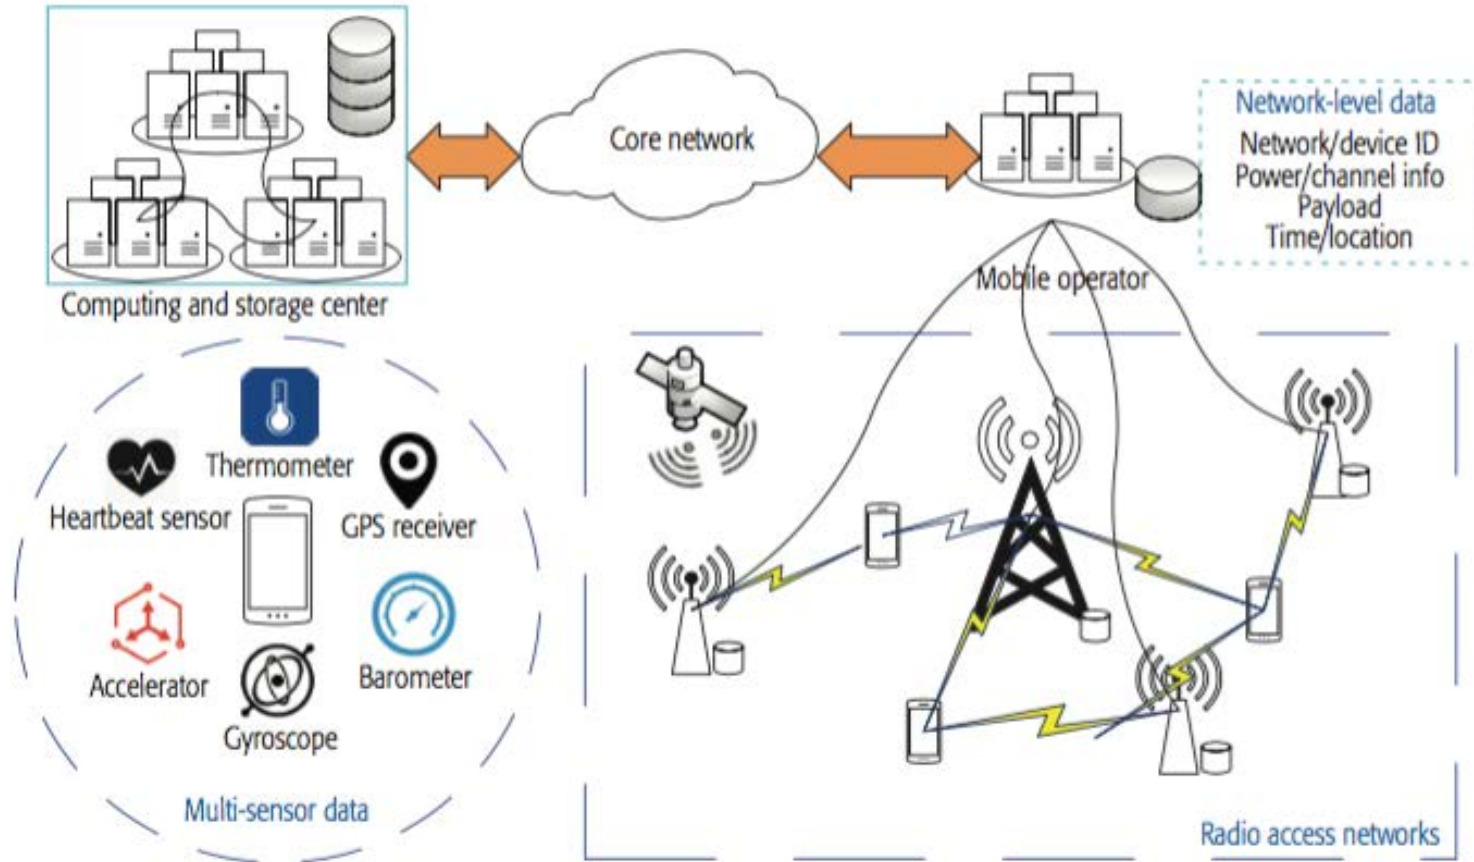 Core network
Network-level data
Network/device ID
Power/channel info
Payload
Time/location
Computing and storage center
Mobile operator
Thermometer
Heartbeat sensor
GPS receiver
Accelerator
Barometer
Gyroscope
Multi-sensor data
Radio access networks